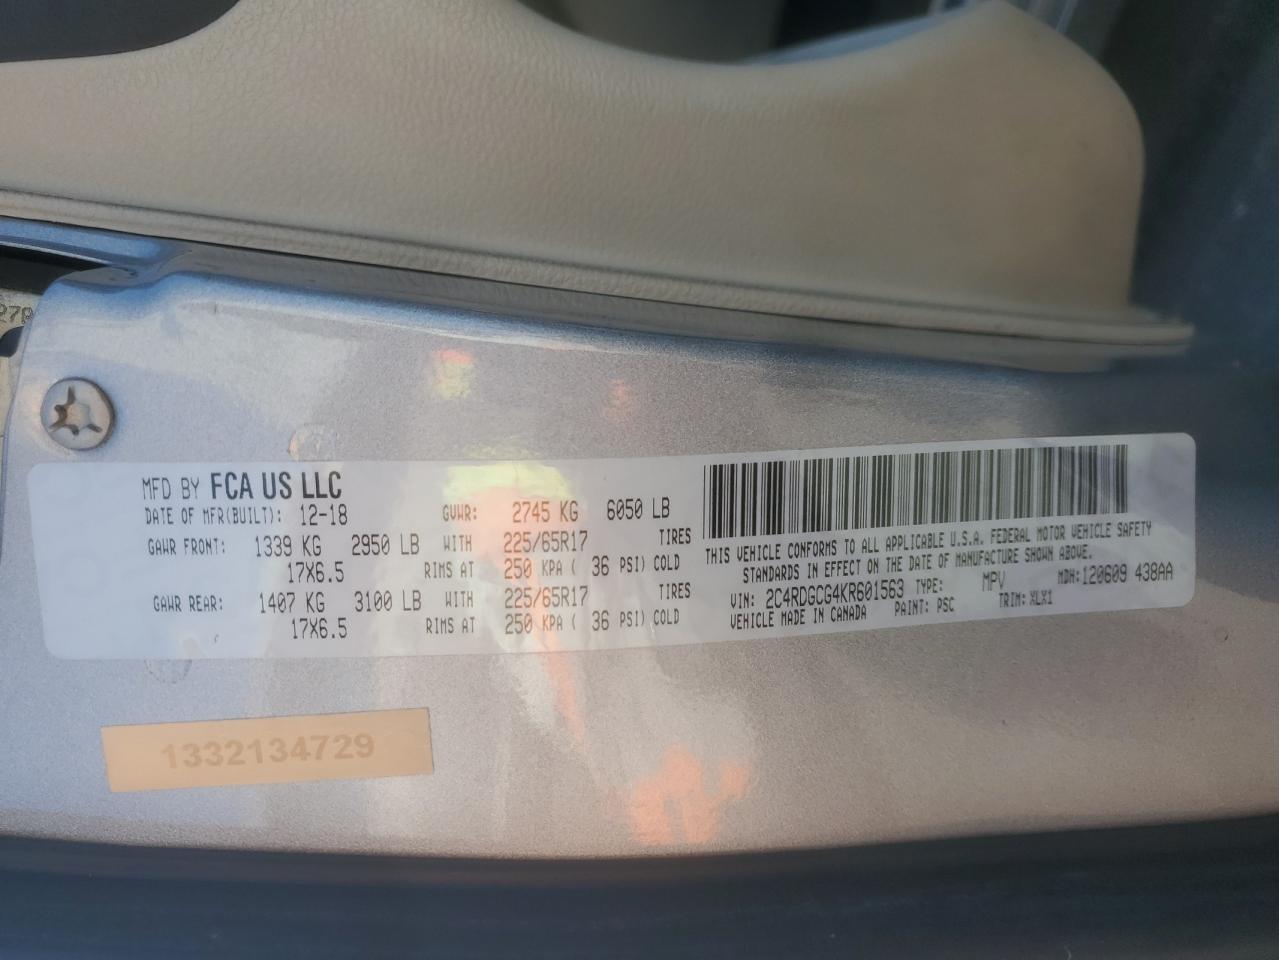 MFD BY FCA US LLC
DATE OF MFR(BUILT): 12-18 GVWR: 2745 KG 6050 LB
GAWR FRONT: 1339 KG 2950 LB WITH 225/65R17 TIRES
17X6.5 RIMS AT 250 KPA ( 36 PSI) COLD
GAWR REAR: 1407 KG 3100 LB WITH 225/65R17 TIRES
17X6.5 RIMS AT 250 KPA ( 36 PSI) COLD
THIS VEHICLE CONFORMS TO ALL APPLICABLE U.S.A. FEDERAL MOTOR VEHICLE SAFETY
STANDARDS IN EFFECT ON THE DATE OF MANUFACTURE SHOWN ABOVE.
VIN: 2C4RDGCG4KR601563 TYPE: MPV MDH:120609 438AA
VEHICLE MADE IN CANADA PAINT: PSC TRIM: XLX1
1332134729